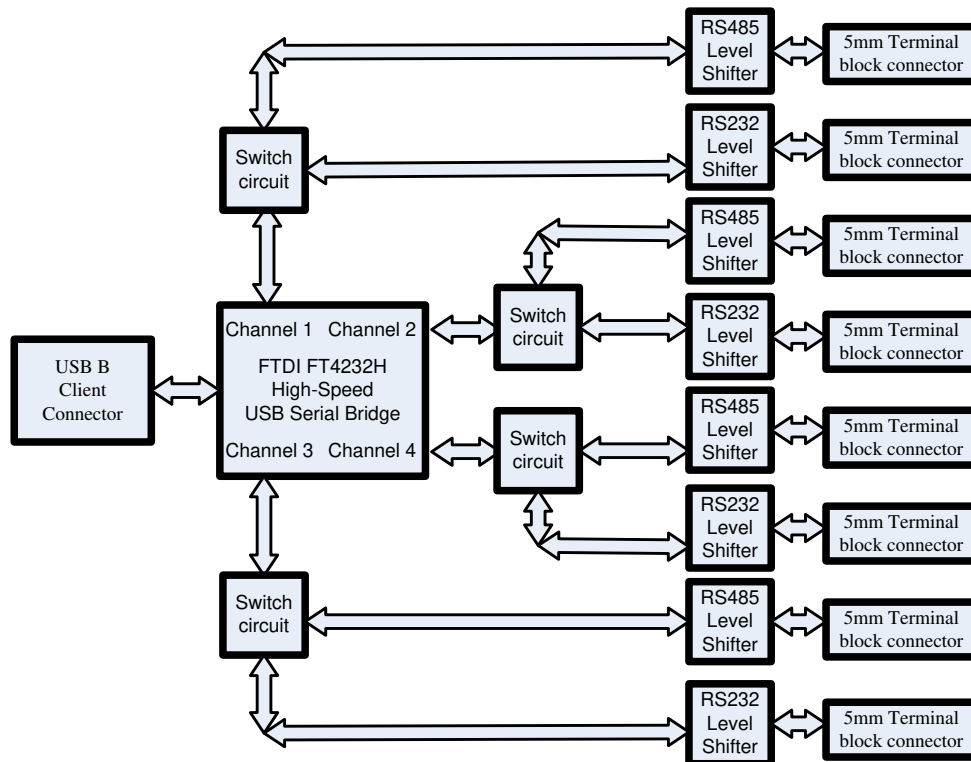 RS485
Level
Shifter
5mm Terminal
block connector
RS232
Level
Shifter
5mm Terminal
block connector
Switch
circuit
RS485
Level
Shifter
5mm Terminal
block connector
Switch
circuit
RS232
Level
Shifter
5mm Terminal
block connector
Channel 1 Channel 2
FTDI FT4232H
High-Speed
USB Serial Bridge
Channel 3 Channel 4
USB B
Client
Connector
RS485
Level
Shifter
5mm Terminal
block connector
Switch
circuit
RS232
Level
Shifter
5mm Terminal
block connector
Switch
circuit
RS485
Level
Shifter
5mm Terminal
block connector
RS232
Level
Shifter
5mm Terminal
block connector